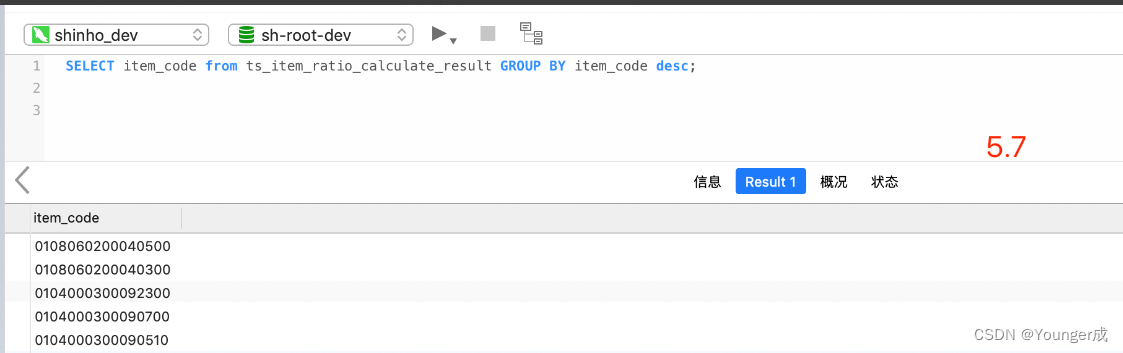 shinho_dev sh-root-dev
1 SELECT item_code from ts_item_ratio_calculate_result GROUP BY item_code desc;
2
3
5.7
信息 Result 1 概况 状态
item_code
0108060200040500
0108060200040300
0104000300092300
0104000300090700
0104000300090510
CSDN @Younger成